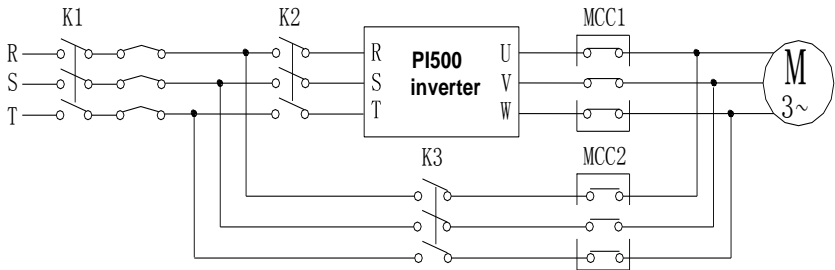 K1 K2 MCC1
R R PI500 U
S S inverter V M
T T W 3~
K3 MCC2